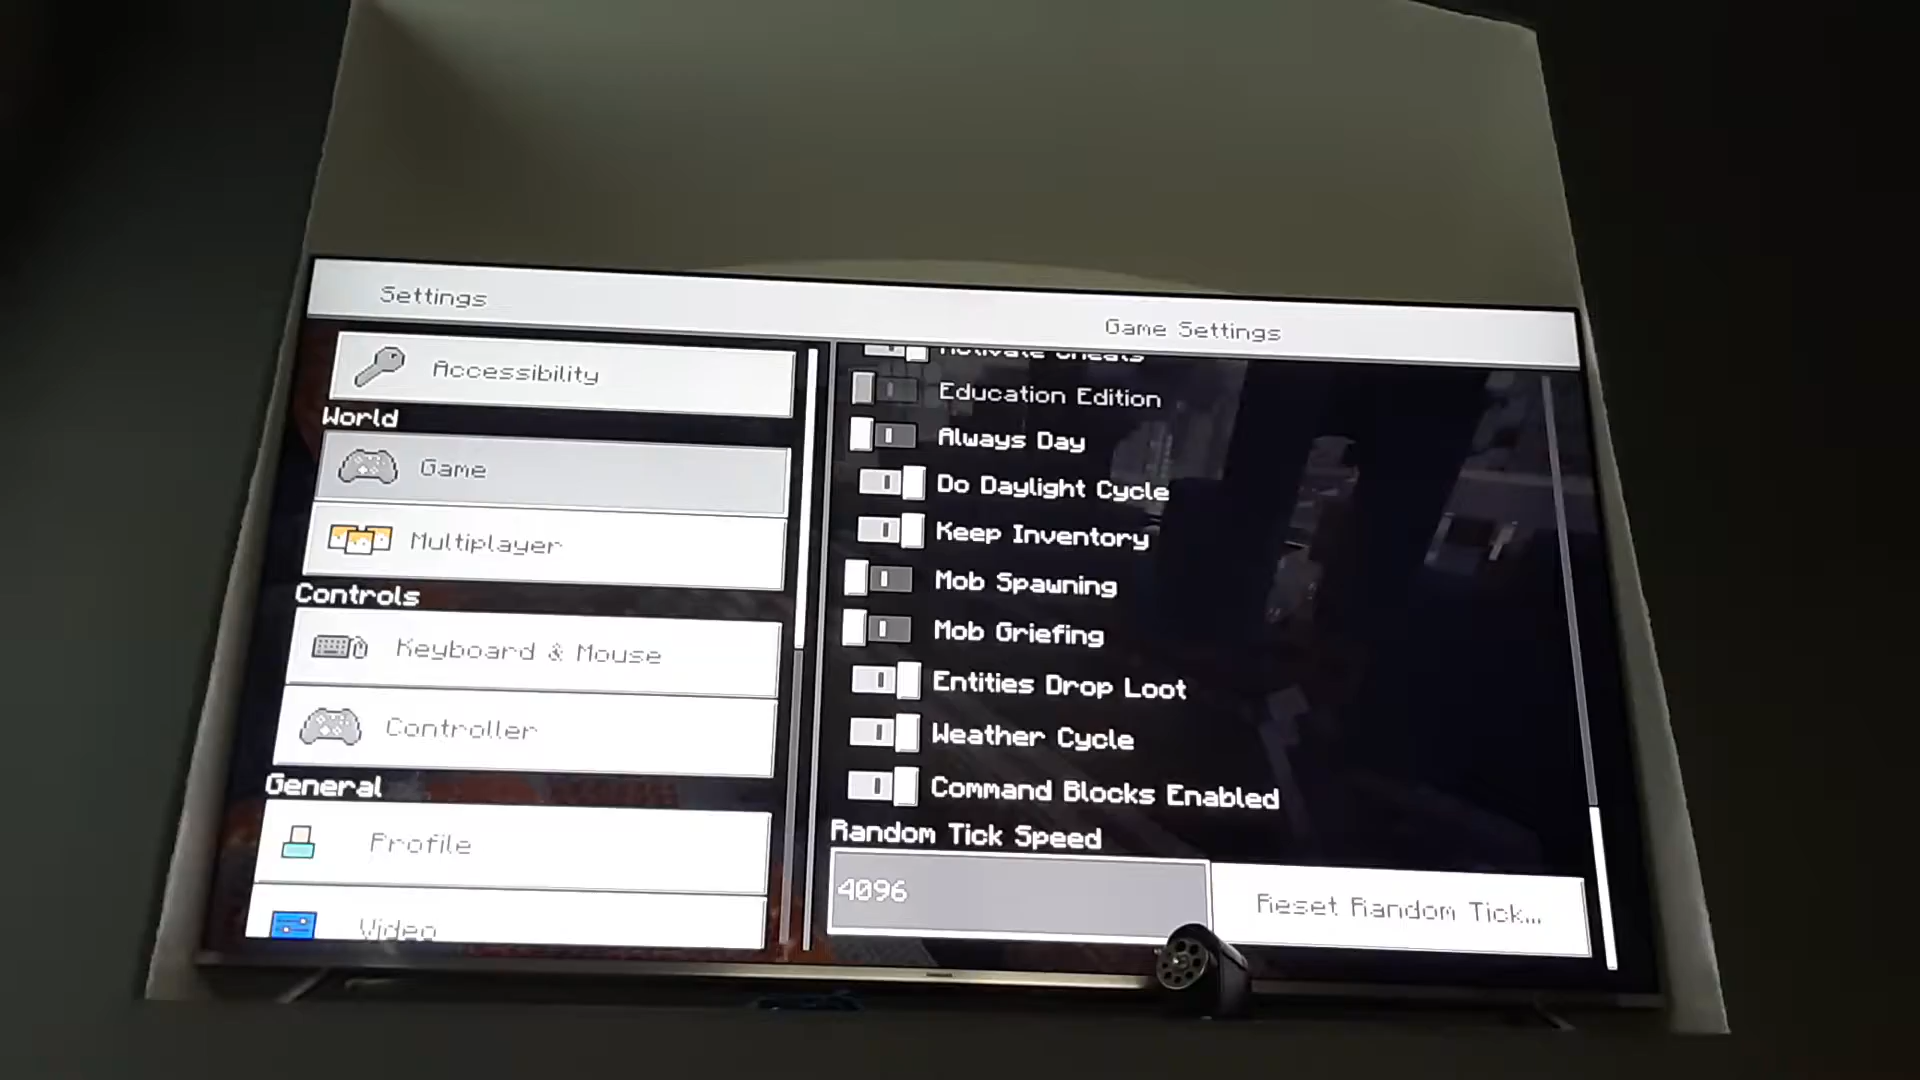 Settings
Game Settings
Accessibility
World
Game
Multiplayer
Controls
Keyboard & Mouse
Controller
General
Profile
Video
Activate Cheats
Education Edition
Always Day
Do Daylight Cycle
Keep Inventory
Mob Spawning
Mob Griefing
Entities Drop Loot
Weather Cycle
Command Blocks Enabled
Random Tick Speed
4096
Reset Random Tick...